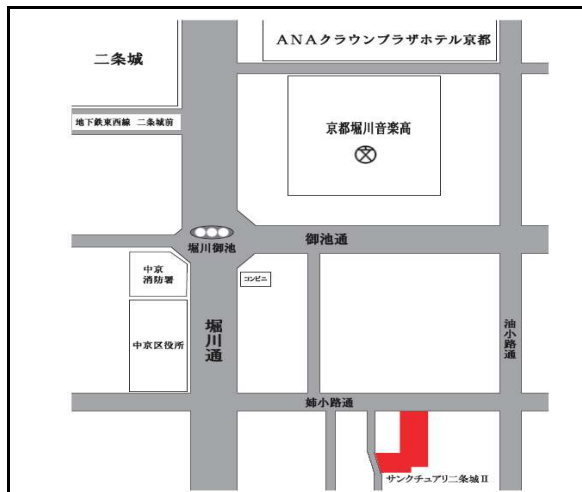 ANAクラウンプラザホテル京都
二条城
地下鉄東西線 二条城前
京都堀川音楽高
堀川御池
御池通
中京
消防署
コンビニ
堀川通
油小路通
中京区役所
姉小路通
サンクチュアリ二条城Ⅱ